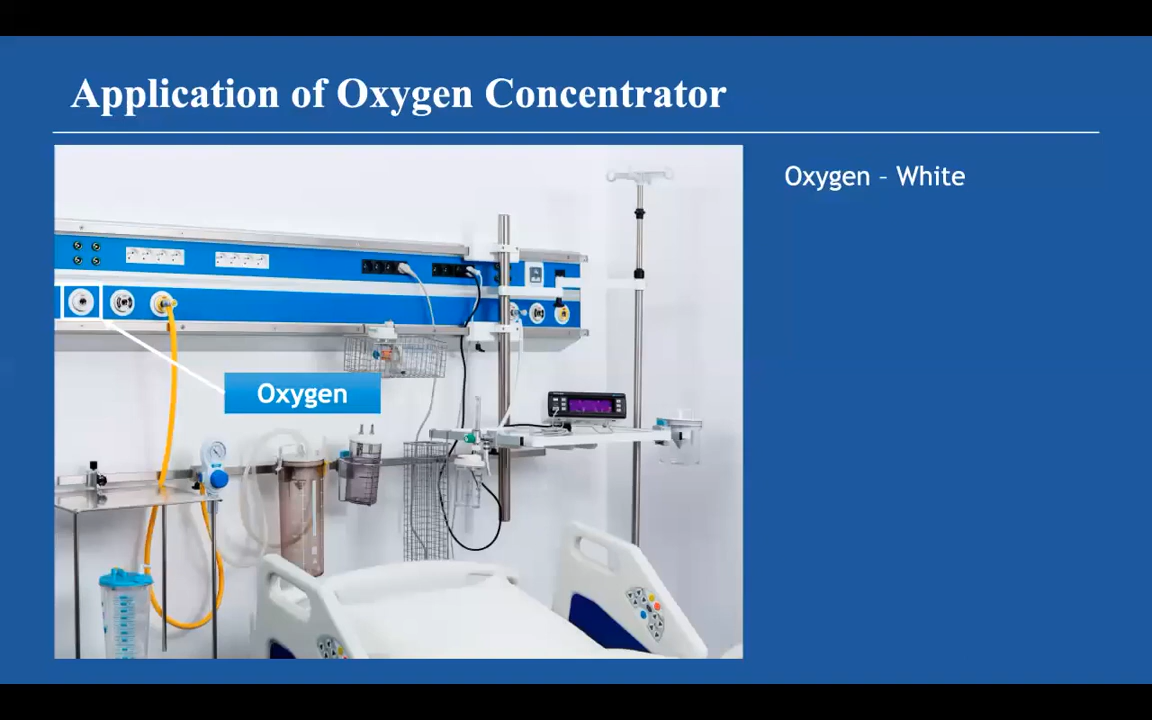 Application of Oxygen Concentrator
Oxygen – White
Oxygen